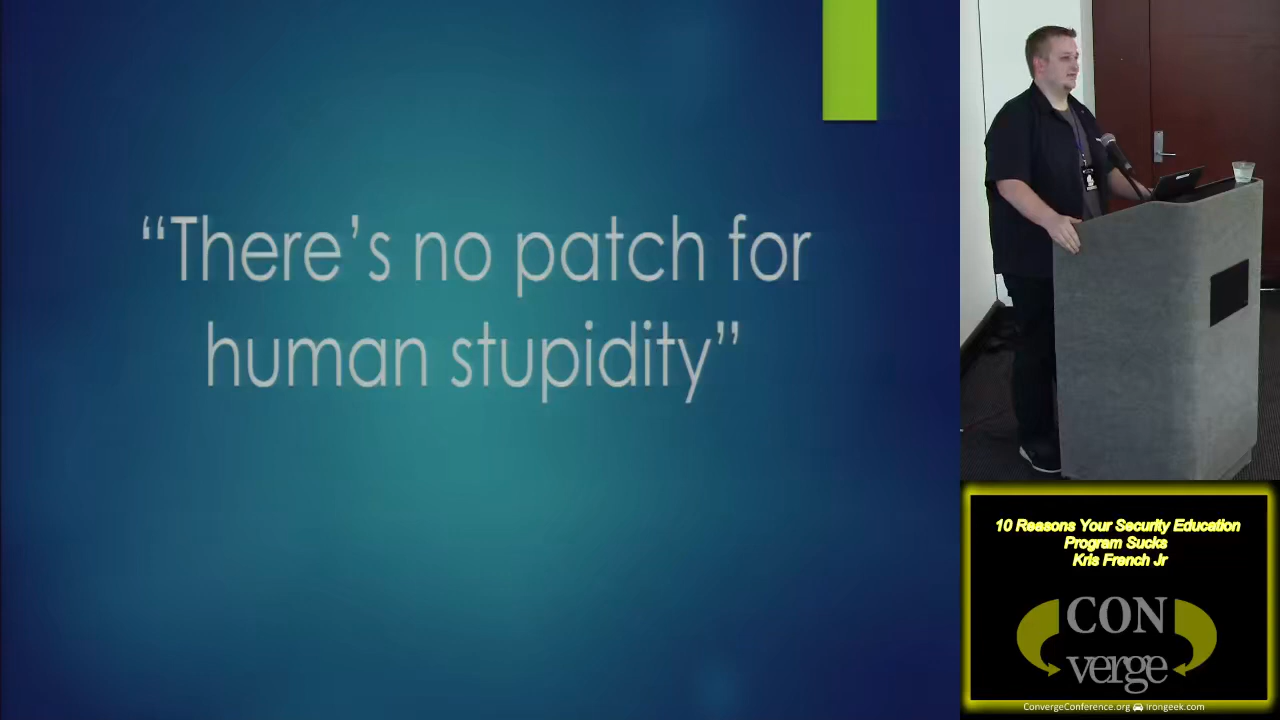 “There’s no patch for
human stupidity”
10 Reasons Your Security Education
Program Sucks
Kris French Jr
CON
verge
ConvergeConference.org Irongeek.com